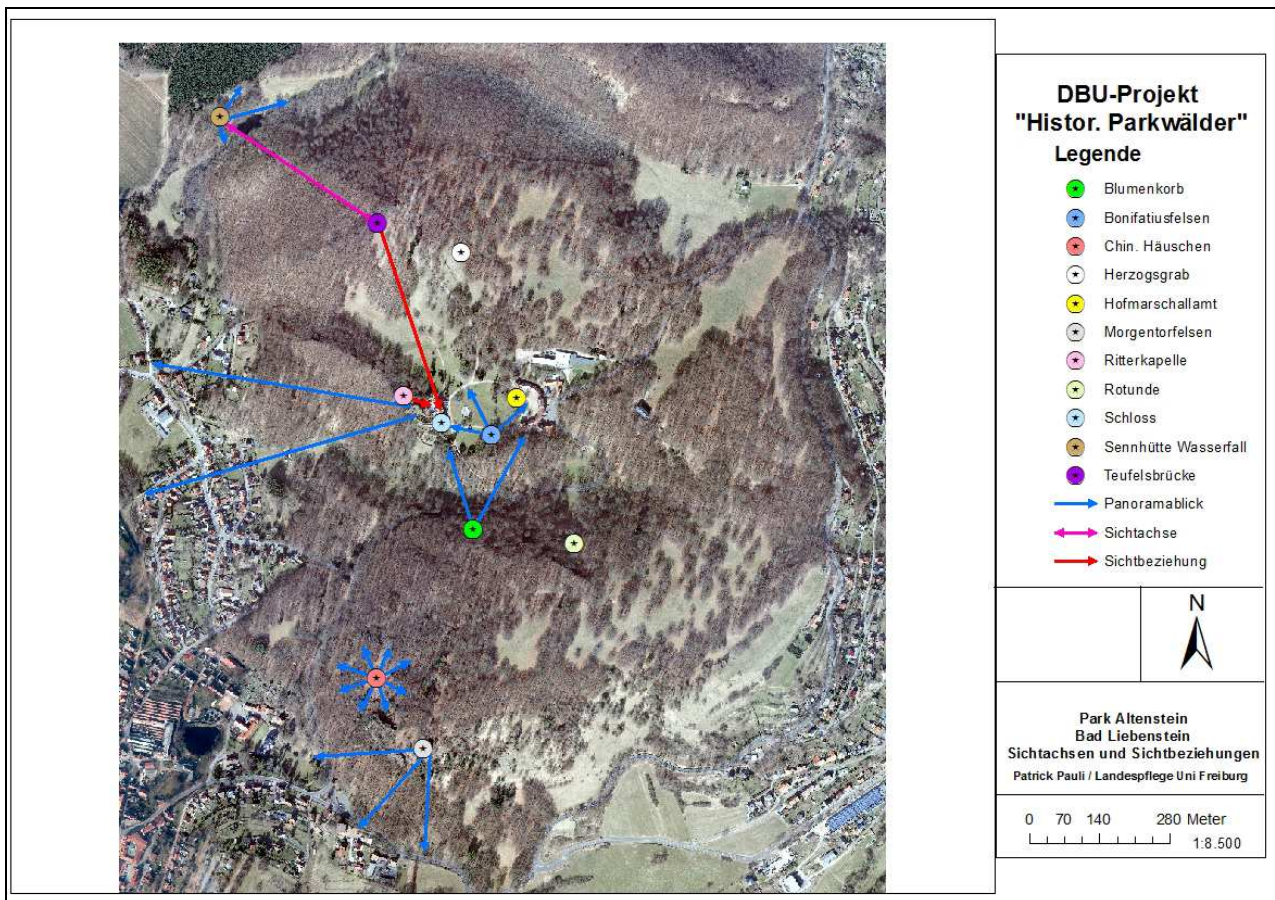 DBU-Projekt
"Histor. Parkwälder"
Legende
Blumenkorb
Bonifatiusfelsen
Chin. Häuschen
Herzogsgrab
Hofmarschallamt
Morgentorfelsen
Ritterkapelle
Rotunde
Schloss
Sennhütte Wasserfall
Teufelsbrücke
Panoramablick
Sichtachse
Sichtbeziehung
N
Park Altenstein
Bad Liebenstein
Sichtachsen und Sichtbeziehungen
Patrick Pauli / Landespflege Uni Freiburg
0 70 140 280 Meter
1:8.500